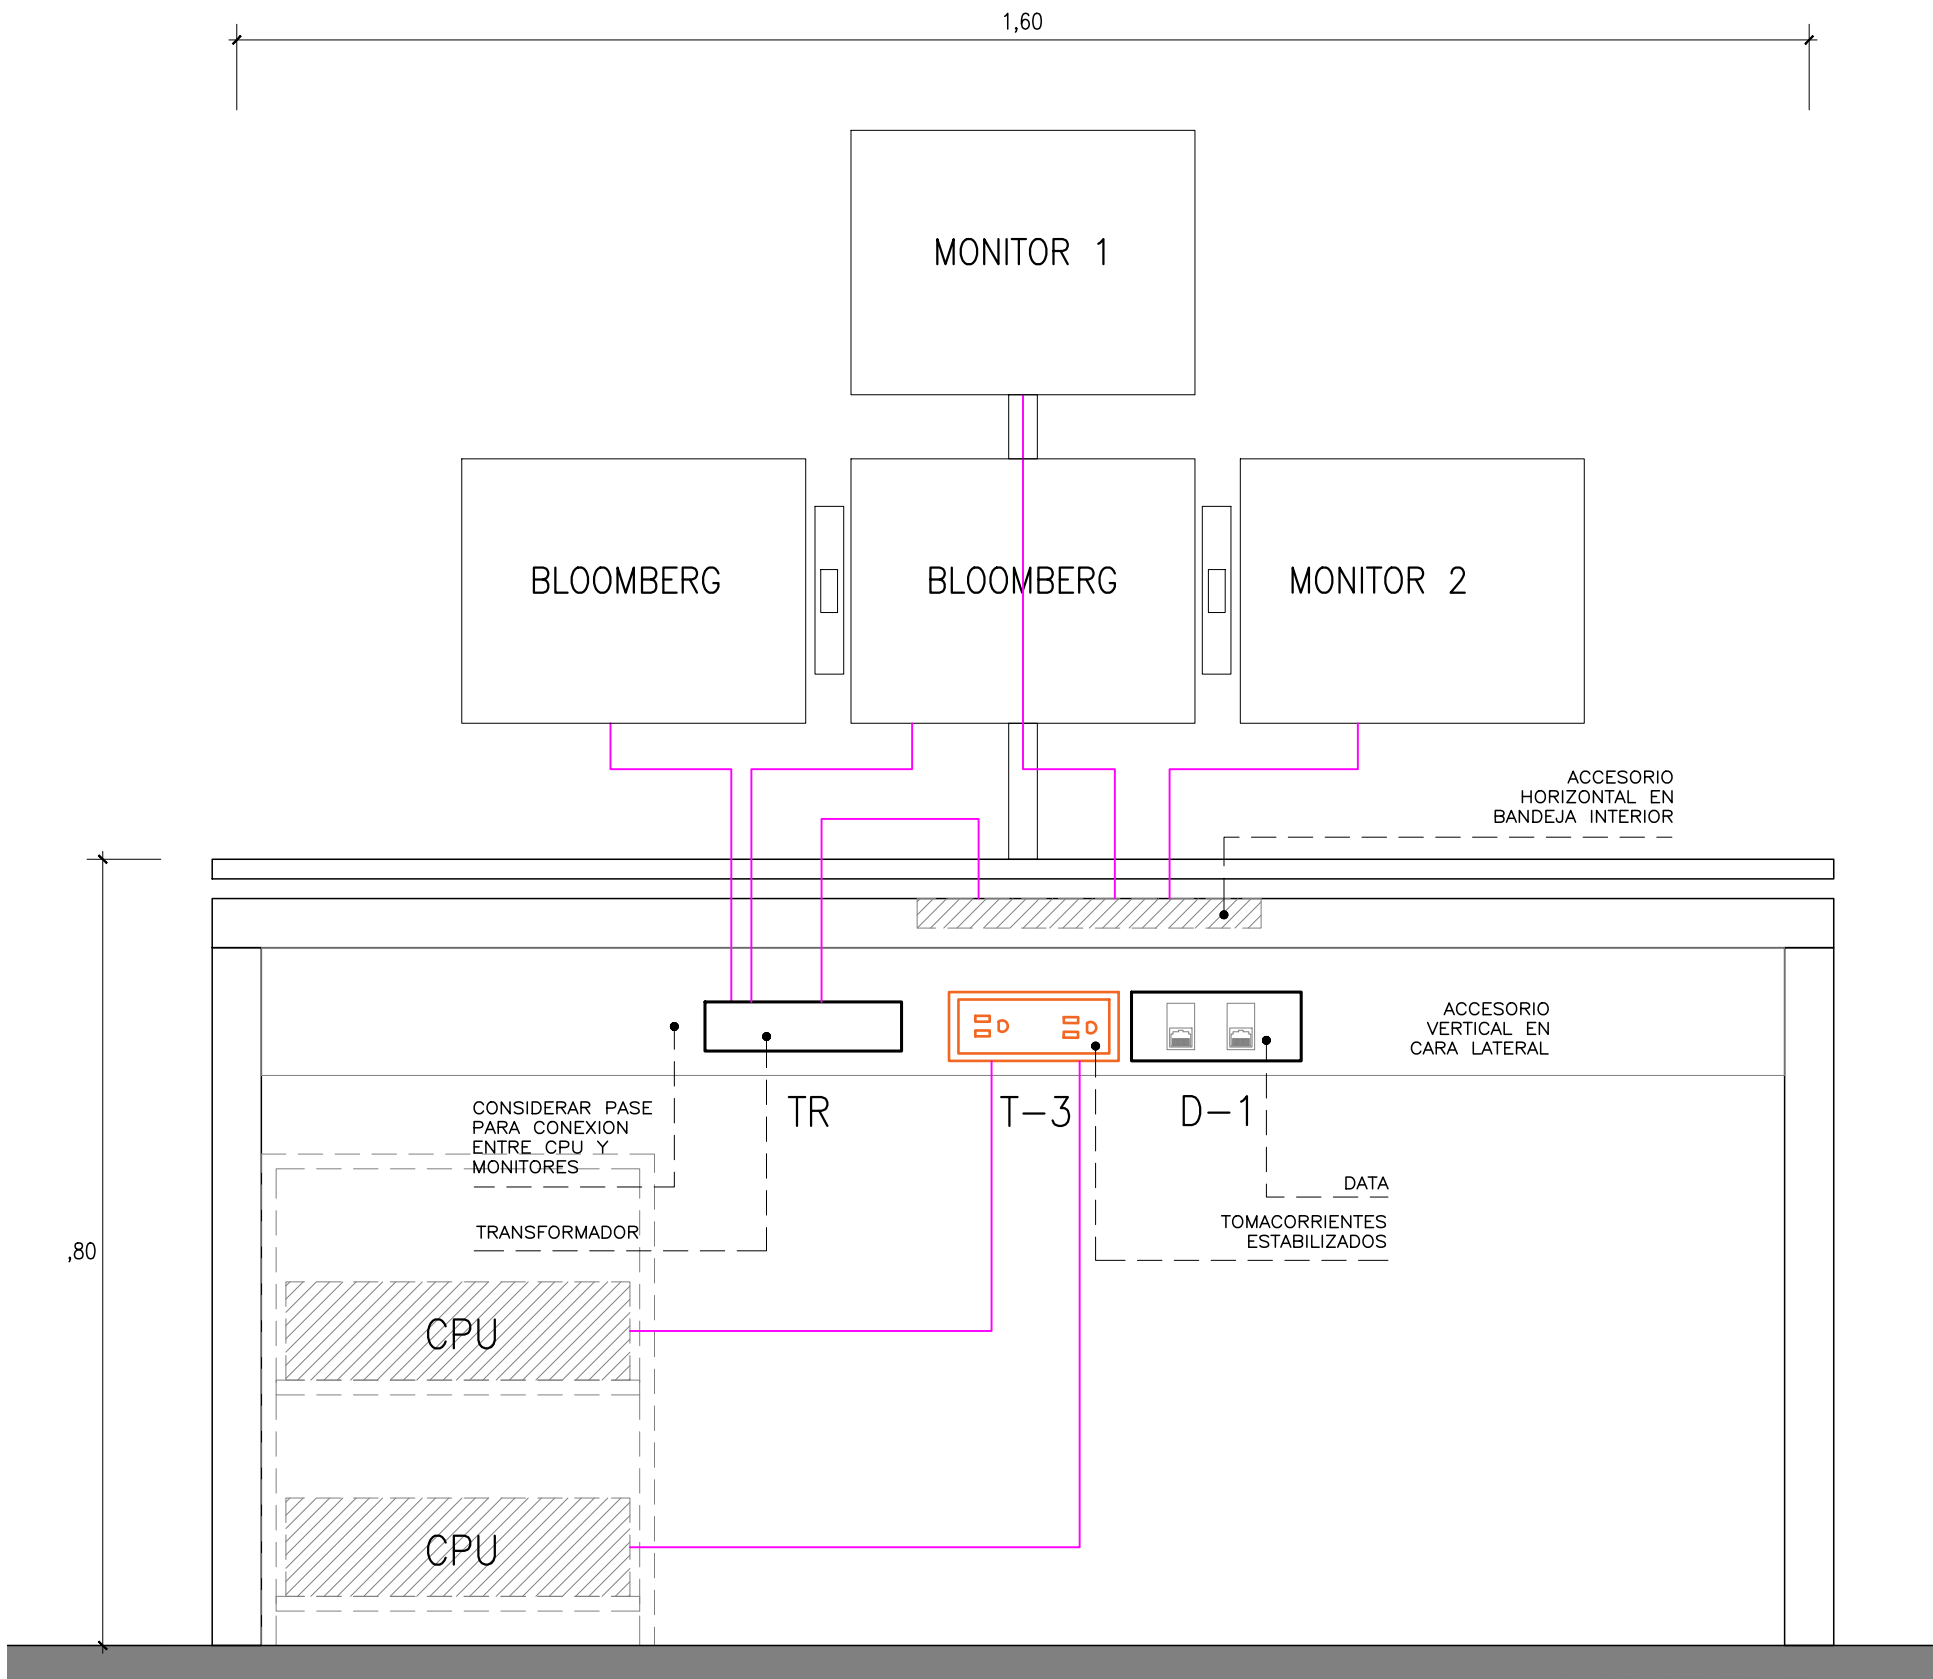 1,60
MONITOR 1
BLOOMBERG
BLOOMBERG
MONITOR 2
ACCESORIO
HORIZONTAL EN
BANDEJA INTERIOR
ACCESORIO
VERTICAL EN
CARA LATERAL
TR
T-3
D-1
CONSIDERAR PASE
PARA CONEXION
ENTRE CPU Y
MONITORES
DATA
TRANSFORMADOR
TOMACORRIENTES
ESTABILIZADOS
,80
CPU
CPU